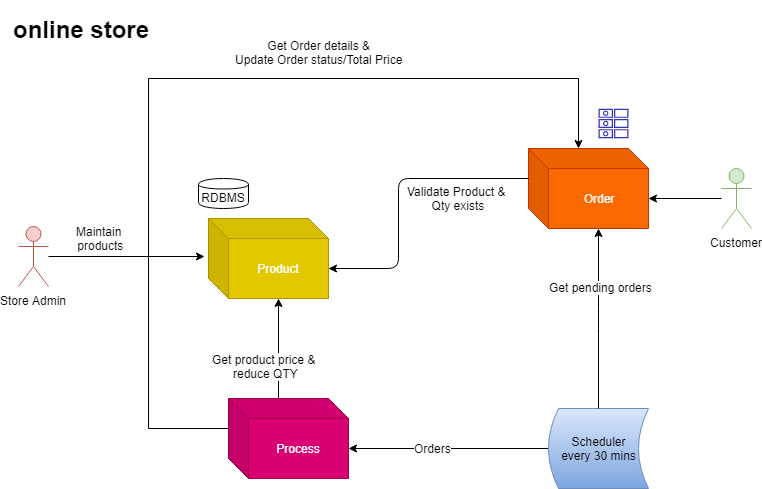 online store
Get Order details &
Update Order status/Total Price
RDBMS
Validate Product &
Qty exists
Order
Maintain
products
Product
Customer
Store Admin
Get pending orders
Get product price &
reduce QTY
Process
Orders
Scheduler
every 30 mins